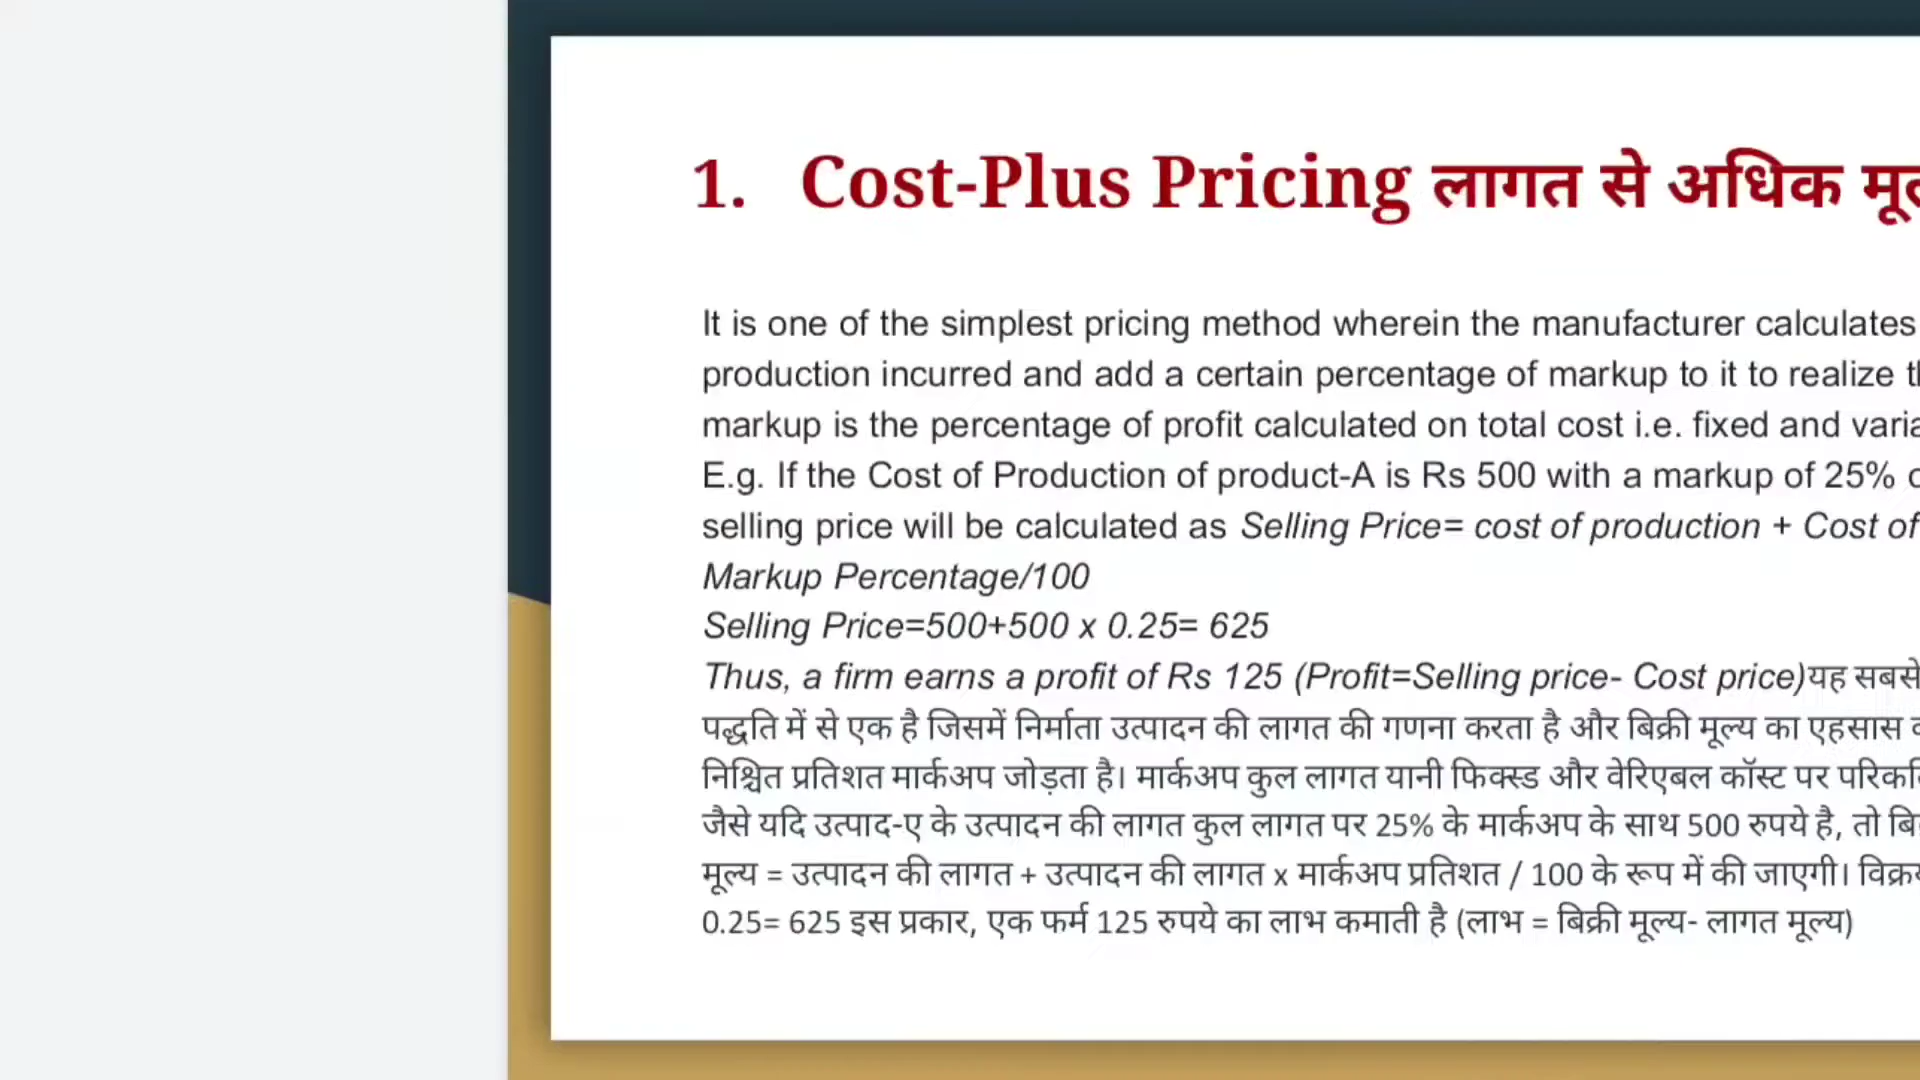 1. Cost-Plus Pricing लागत से अधिक
It is one of the simplest pricing method wherein the manufacturer calculates
production incurred and add a certain percentage of markup to it to realize
markup is the percentage of profit calculated on total cost i.e. fixed and
E.g. If the Cost of Production of product-A is Rs 500 with a markup of 25%
selling price will be calculated as Selling Price= cost of production + Cost of
Markup Percentage/100
Selling Price=500+500 x 0.25= 625
Thus, a firm earns a profit of Rs 125 (Profit=Selling price- Cost price)यह सबसे
पद्धति में से एक है जिसमें निर्माता उत्पादन की लागत की गणना करता है और बिक्री मूल्य का एहसास
निश्चित प्रतिशत मार्कअप जोड़ता है। मार्कअप कुल लागत यानी फिक्स्ड और वेरिएबल कॉस्ट पर
जैसे यदि उत्पाद-ए के उत्पादन की लागत कुल लागत पर 25% के मार्कअप के साथ 500 रुपये है, तो
मूल्य = उत्पादन की लागत + उत्पादन की लागत x मार्कअप प्रतिशत / 100 के रूप में की जाएगी।
0.25= 625 इस प्रकार, एक फर्म 125 रुपये का लाभ कमाती है (लाभ = बिक्री मूल्य- लागत मूल्य)